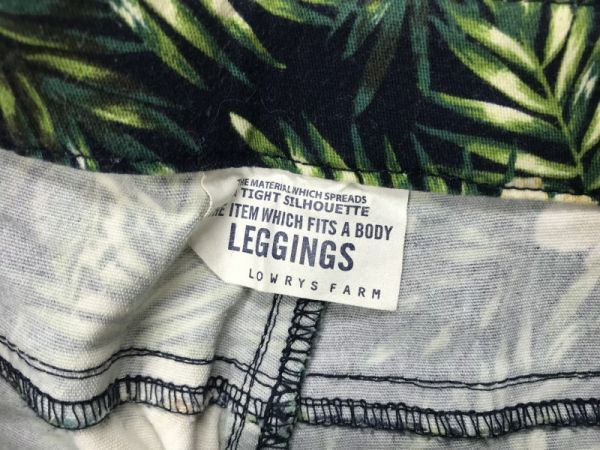 THE MATERIAL WHICH SPREADS
TIGHT SILHOUETTE
ITEM WHICH FITS A BODY
LEGGINGS
LOWRYS FARM